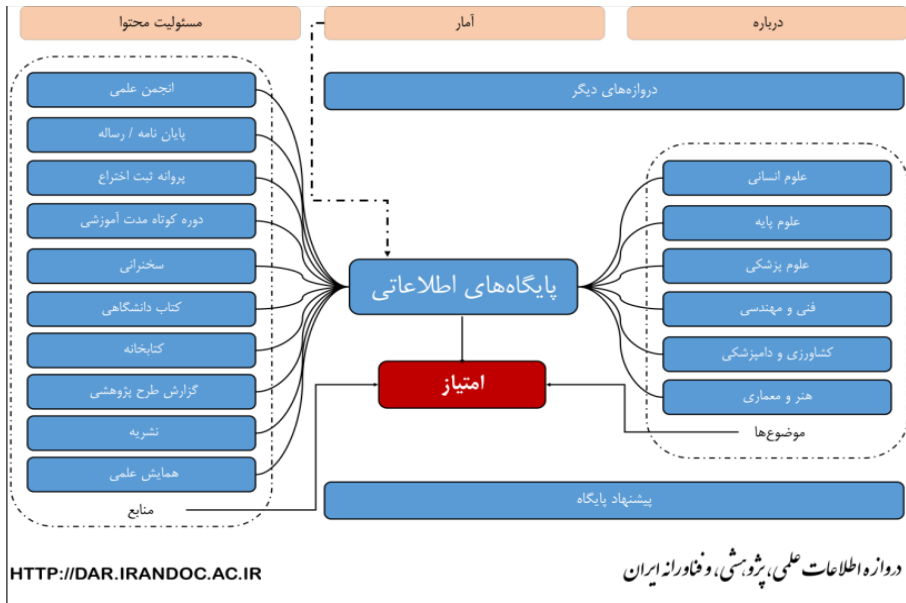 درباره
آمار
مسئولیت محتوا
دروازه‌های دیگر
علوم انسانی
علوم پایه
علوم پزشکی
فنی و مهندسی
کشاورزی و دامپزشکی
هنر و معماری
موضوع‌ها
پایگاه‌های اطلاعاتی
امتیاز
انجمن علمی
پایان نامه / رساله
پروانه ثبت اختراع
دوره کوتاه مدت آموزشی
سخنرانی
کتاب دانشگاهی
کتابخانه
گزارش طرح پژوهشی
نشریه
همایش علمی
منابع
پیشنهاد پایگاه
دروازه اطلاعات علمی، پژوهشی، و فناورانه ایران
HTTP://DAR.IRANDOC.AC.IR